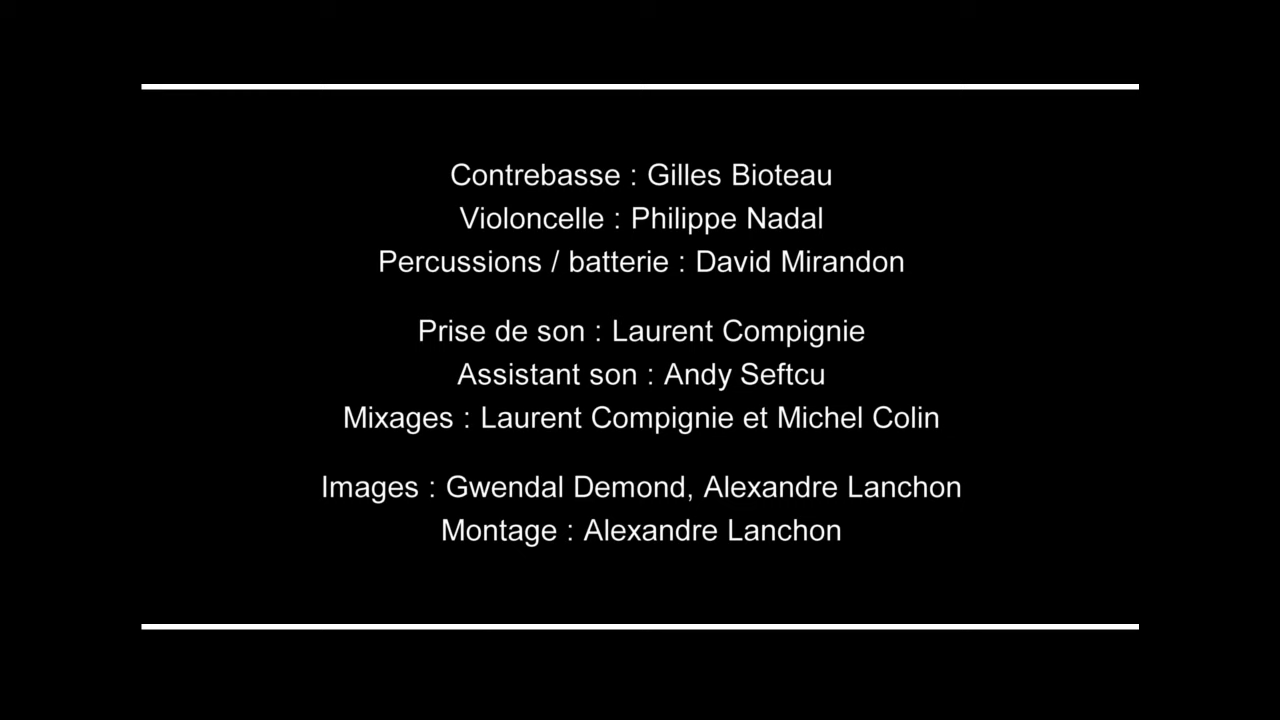 Contrebasse : Gilles Bioteau
Violoncelle : Philippe Nadal
Percussions / batterie : David Mirandon
Prise de son : Laurent Compignie
Assistant son : Andy Seftcu
Mixages : Laurent Compignie et Michel Colin
Images : Gwendal Demond, Alexandre Lanchon
Montage : Alexandre Lanchon